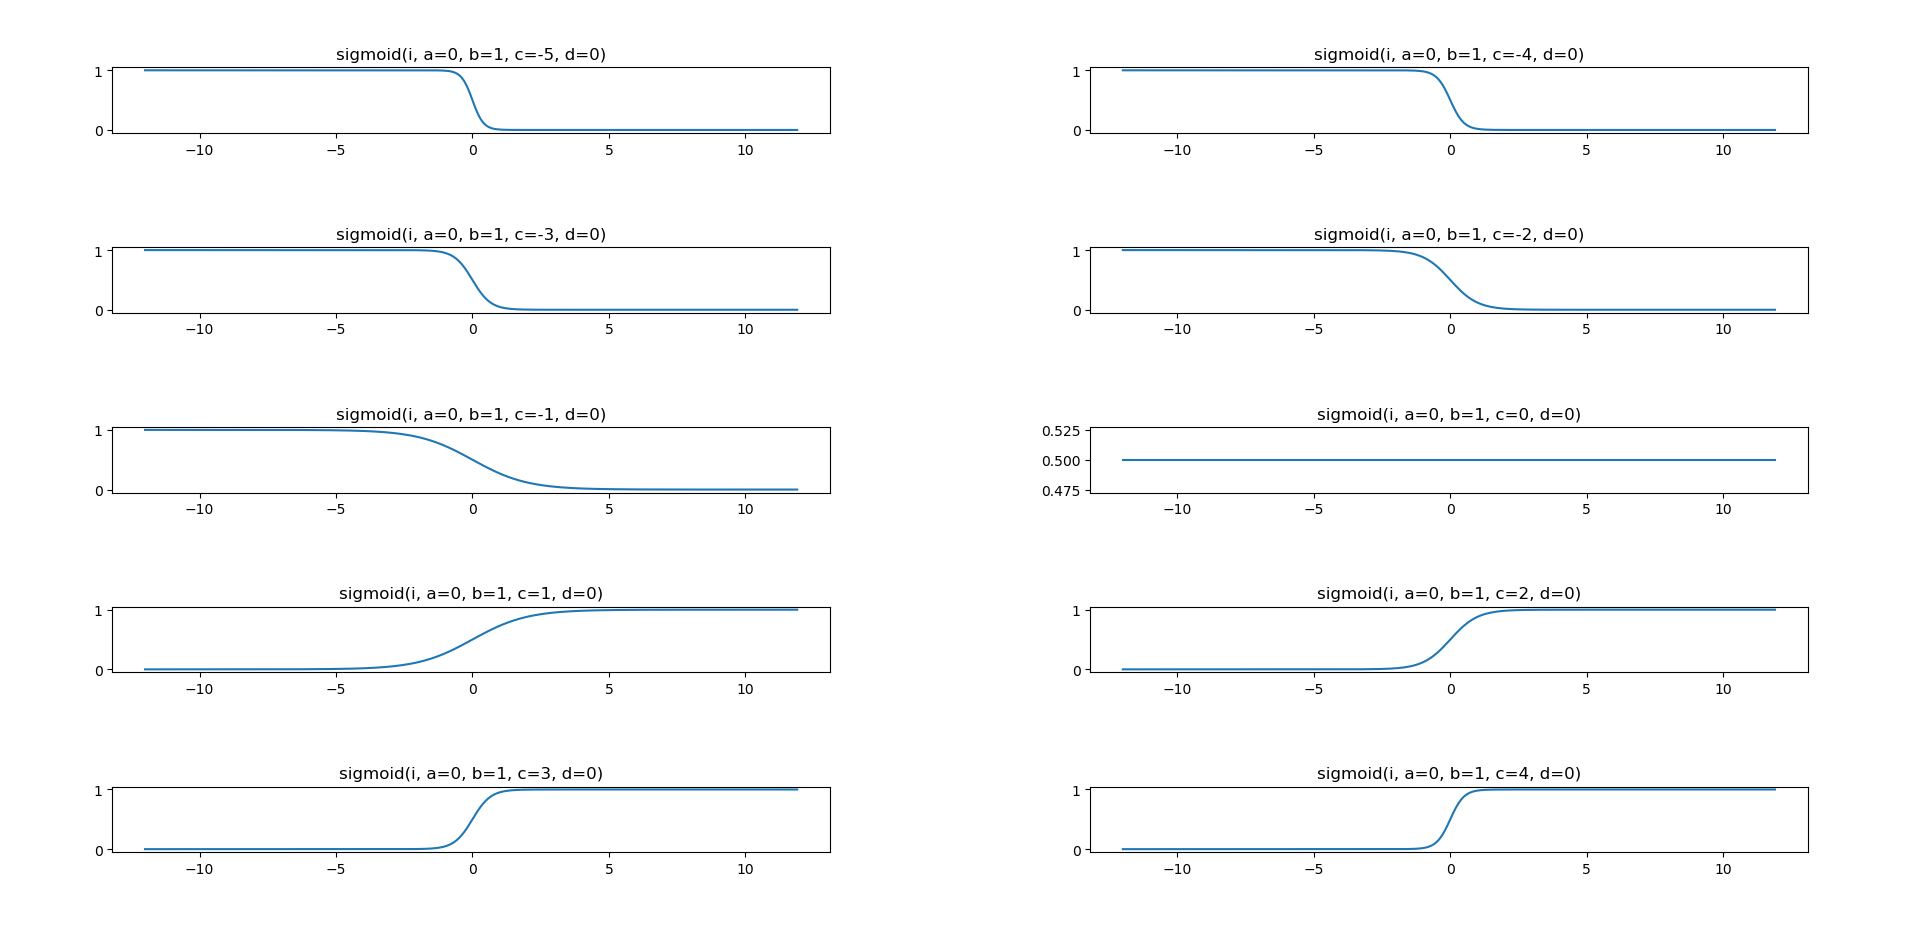 sigmoid(i, a=0, b=1, c=-5, d=0)
1
0
−10 −5 0 5 10
sigmoid(i, a=0, b=1, c=-4, d=0)
1
0
−10 −5 0 5 10
sigmoid(i, a=0, b=1, c=-3, d=0)
1
0
−10 −5 0 5 10
sigmoid(i, a=0, b=1, c=-2, d=0)
1
0
−10 −5 0 5 10
sigmoid(i, a=0, b=1, c=-1, d=0)
1
0
−10 −5 0 5 10
sigmoid(i, a=0, b=1, c=0, d=0)
0.525
0.500
0.475
−10 −5 0 5 10
sigmoid(i, a=0, b=1, c=1, d=0)
1
0
−10 −5 0 5 10
sigmoid(i, a=0, b=1, c=2, d=0)
1
0
−10 −5 0 5 10
sigmoid(i, a=0, b=1, c=3, d=0)
1
0
−10 −5 0 5 10
sigmoid(i, a=0, b=1, c=4, d=0)
1
0
−10 −5 0 5 10